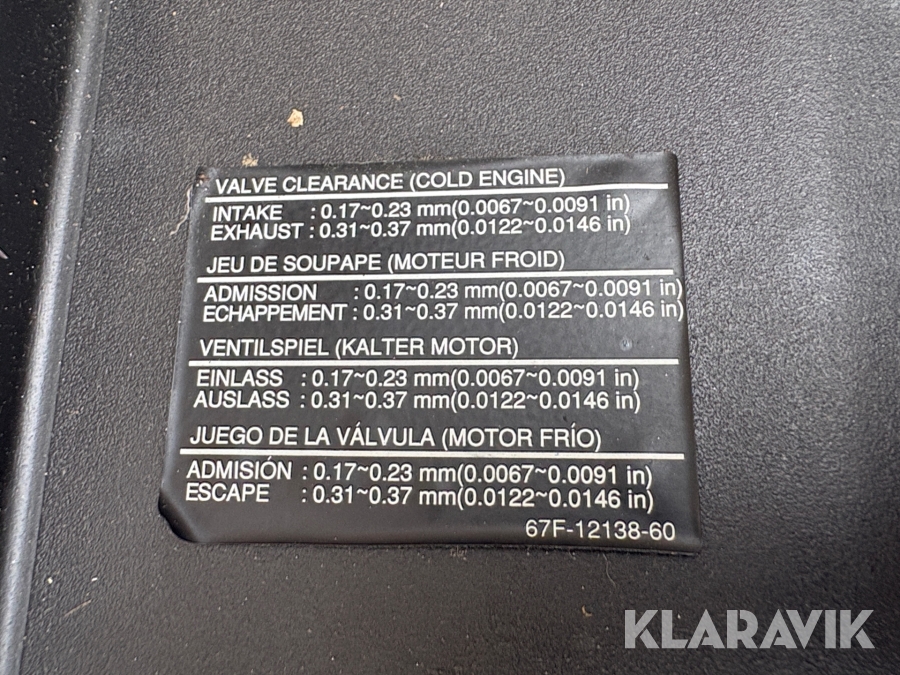 VALVE CLEARANCE (COLD ENGINE)
INTAKE : 0.17~0.23 mm(0.0067~0.0091 in)
EXHAUST : 0.31~0.37 mm(0.0122~0.0146 in)
JEU DE SOUPAPE (MOTEUR FROID)
ADMISSION : 0.17~0.23 mm(0.0067~0.0091 in)
ECHAPPEMENT : 0.31~0.37 mm(0.0122~0.0146 in)
VENTILSPIEL (KALTER MOTOR)
EINLASS : 0.17~0.23 mm(0.0067~0.0091 in)
AUSLASS : 0.31~0.37 mm(0.0122~0.0146 in)
JUEGO DE LA VÁLVULA (MOTOR FRÍO)
ADMISIÓN : 0.17~0.23 mm(0.0067~0.0091 in)
ESCAPE : 0.31~0.37 mm(0.0122~0.0146 in)
67F-12138-60
KLARAVIK